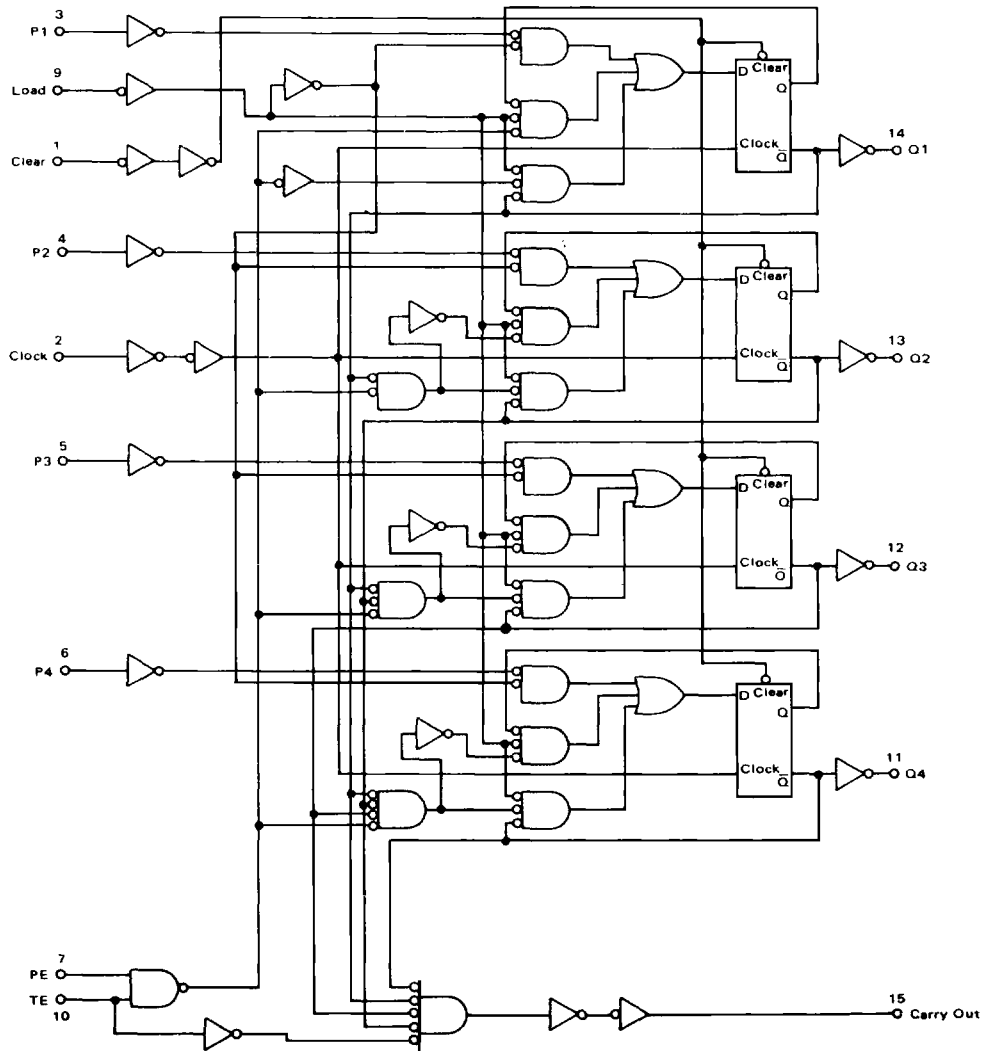 3
P1
9
Load
1
Clear
D Clear
Q
Clock Q
14
Q1
4
P2
2
Clock
D Clear
Q
Clock Q
13
Q2
5
P3
D Clear
Q
Clock Q
12
Q3
6
P4
D Clear
Q
Clock Q
11
Q4
7
PE
TE
10
15
Carry Out